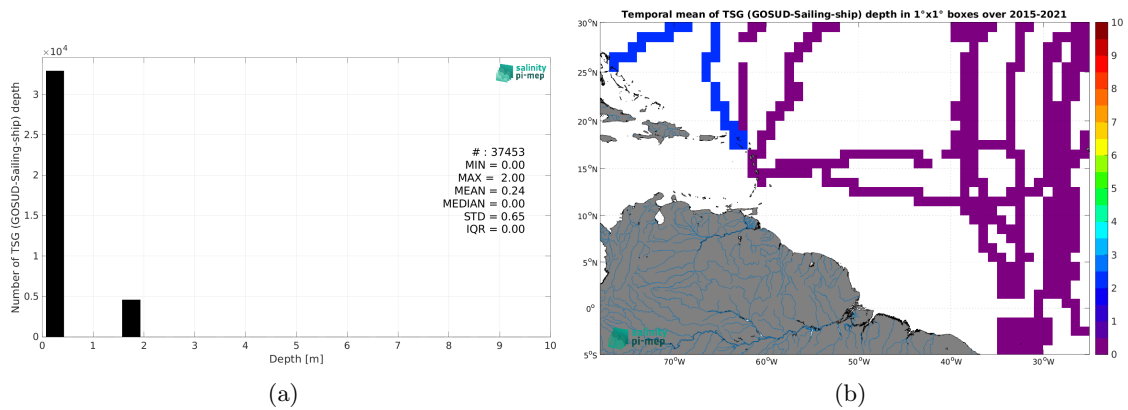 ×10⁴
salinity
pi-mep
Number of TSG (GOSUD-Sailing-ship) depth
3
2.5
2
1.5
1
0.5
0
# : 37453
MIN = 0.00
MAX = 2.00
MEAN = 0.24
MEDIAN = 0.00
STD = 0.65
IQR = 0.00
0 1 2 3 4 5 6 7 8 9 10
Depth [m]
(a)
Temporal mean of TSG (GOSUD-Sailing-ship) depth in 1°x1° boxes over 2015-2021
30°N
25°N
20°N
15°N
10°N
5°N
0°
5°S
salinity
pi-mep
70°W 60°W 50°W 40°W 30°W
10
9
8
7
6
5
4
3
2
1
0
(b)